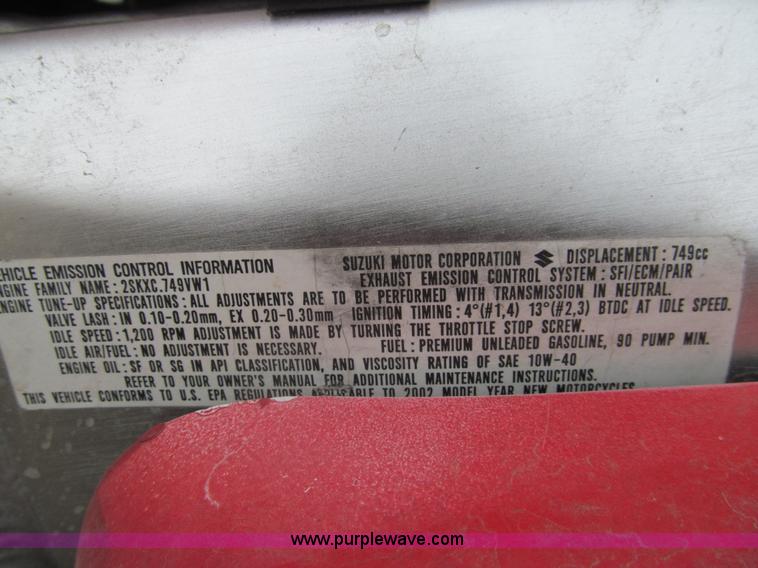 VEHICLE EMISSION CONTROL INFORMATION SUZUKI MOTOR CORPORATION DISPLACEMENT : 749cc
ENGINE FAMILY NAME : 2SKXC.749VW1 EXHAUST EMISSION CONTROL SYSTEM : SFI/ECM/PAIR
ENGINE TUNE-UP SPECIFICATIONS : ALL ADJUSTMENTS ARE TO BE PERFORMED WITH TRANSMISSION IN NEUTRAL.
VALVE LASH : IN 0.10-0.20mm, EX 0.20-0.30mm IGNITION TIMING : 4°(#1,4) 13°(#2,3) BTDC AT IDLE SPEED.
IDLE SPEED : 1,200 RPM ADJUSTMENT IS MADE BY TURNING THE THROTTLE STOP SCREW.
IDLE AIR/FUEL : NO ADJUSTMENT IS NECESSARY. FUEL : PREMIUM UNLEADED GASOLINE, 90 PUMP MIN.
ENGINE OIL : SF OR SG IN API CLASSIFICATION, AND VISCOSITY RATING OF SAE 10W-40
REFER TO YOUR OWNER'S MANUAL FOR ADDITIONAL MAINTENANCE INSTRUCTIONS.
THIS VEHICLE CONFORMS TO U.S. EPA REGULATIONS APPLICABLE TO 2002 MODEL YEAR NEW MOTORCYCLES
www.purplewave.com